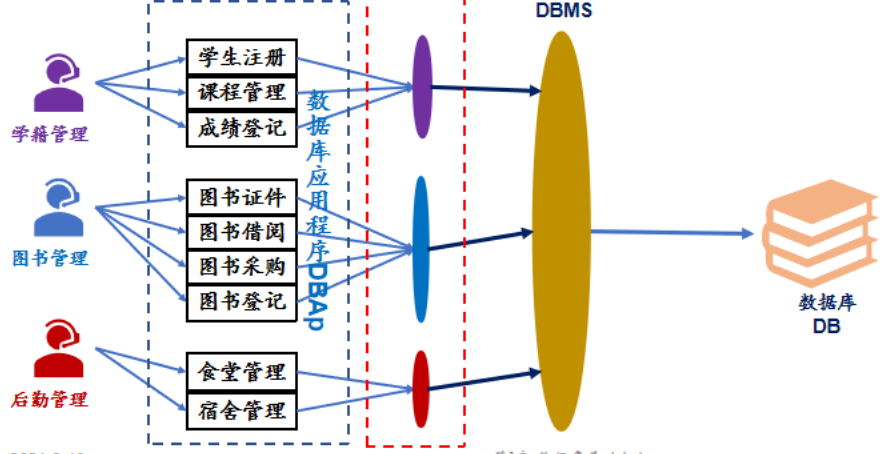 DBMS
学籍管理
学生注册
课程管理
成绩登记
数据库应用程序DBAp
图书管理
图书证件
图书借阅
图书采购
图书登记
后勤管理
食堂管理
宿舍管理
数据库
DB